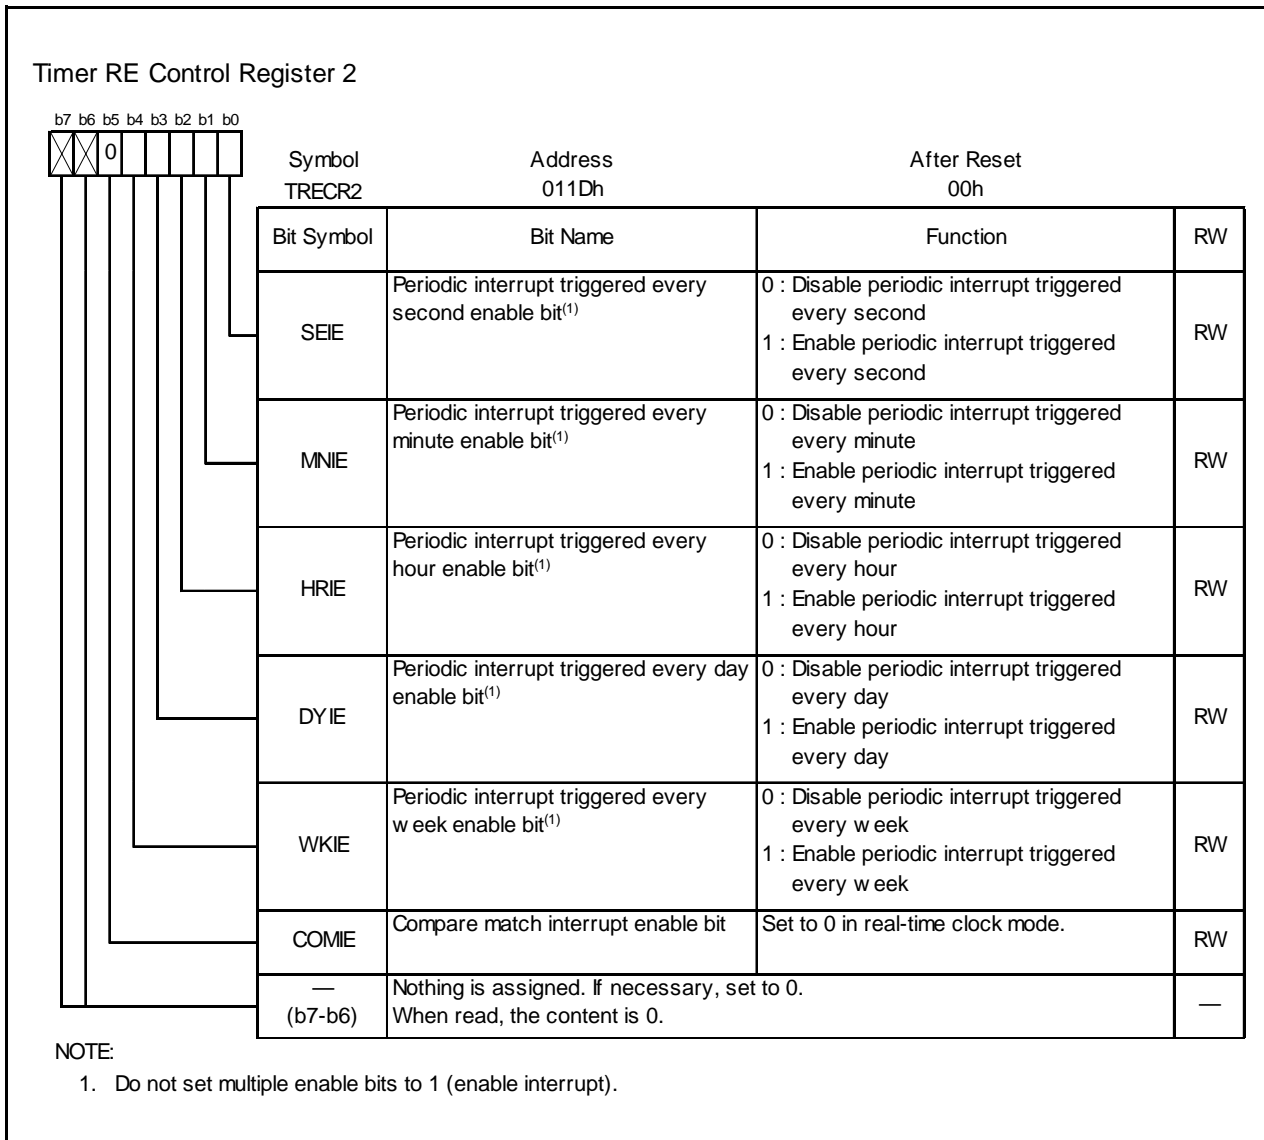 Timer RE Control Register 2
b7 b6 b5 b4 b3 b2 b1 b0
0
Symbol Address After Reset
TRECR2 011Dh 00h
Bit Symbol Bit Name Function RW
SEIE
Periodic interrupt triggered every
second enable bit(1)
0 : Disable periodic interrupt triggered
every second
1 : Enable periodic interrupt triggered
every second
RW
MNIE
Periodic interrupt triggered every
minute enable bit(1)
0 : Disable periodic interrupt triggered
every minute
1 : Enable periodic interrupt triggered
every minute
RW
HRIE
Periodic interrupt triggered every
hour enable bit(1)
0 : Disable periodic interrupt triggered
every hour
1 : Enable periodic interrupt triggered
every hour
RW
DYIE
Periodic interrupt triggered every day
enable bit(1)
0 : Disable periodic interrupt triggered
every day
1 : Enable periodic interrupt triggered
every day
RW
WKIE
Periodic interrupt triggered every
week enable bit(1)
0 : Disable periodic interrupt triggered
every week
1 : Enable periodic interrupt triggered
every week
RW
COMIE
Compare match interrupt enable bit
Set to 0 in real-time clock mode.
RW
—
(b7-b6)
Nothing is assigned. If necessary, set to 0.
When read, the content is 0.
—
NOTE:
1. Do not set multiple enable bits to 1 (enable interrupt).